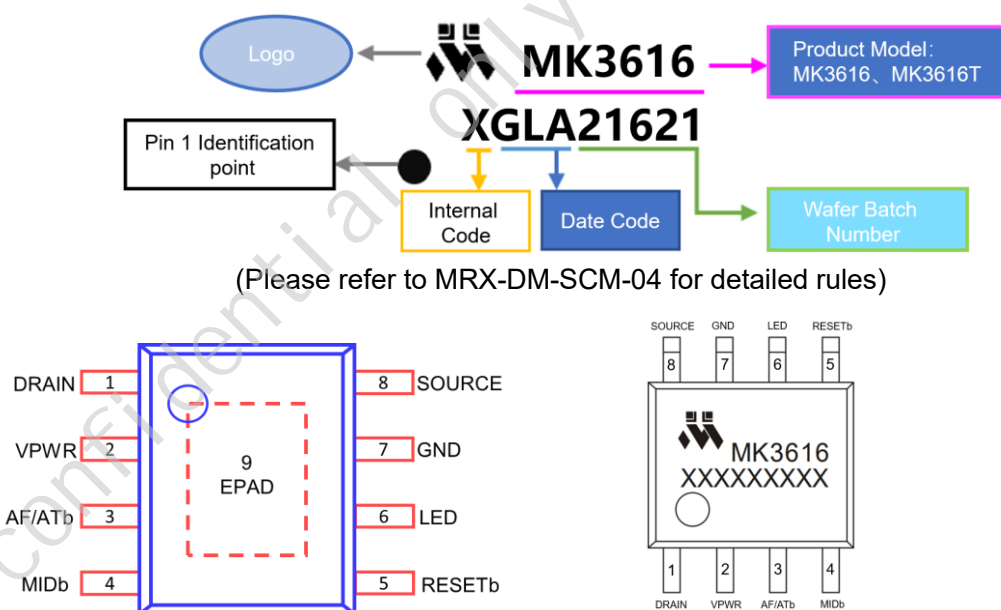 Logo
MK3616
Product Model:
MK3616、MK3616T
XGLA21621
Pin 1 Identification
point
Internal
Code
Date Code
Wafer Batch
Number
(Please refer to MRX-DM-SCM-04 for detailed rules)
DRAIN 1
8 SOURCE
VPWR 2
7 GND
9
EPAD
AF/ATb 3
6 LED
MIDb 4
5 RESETb
SOURCE GND LED RESETb
8 7 6 5
MK3616
XXXXXXXXX
1 2 3 4
DRAIN VPWR AF/ATb MIDb
confidential only